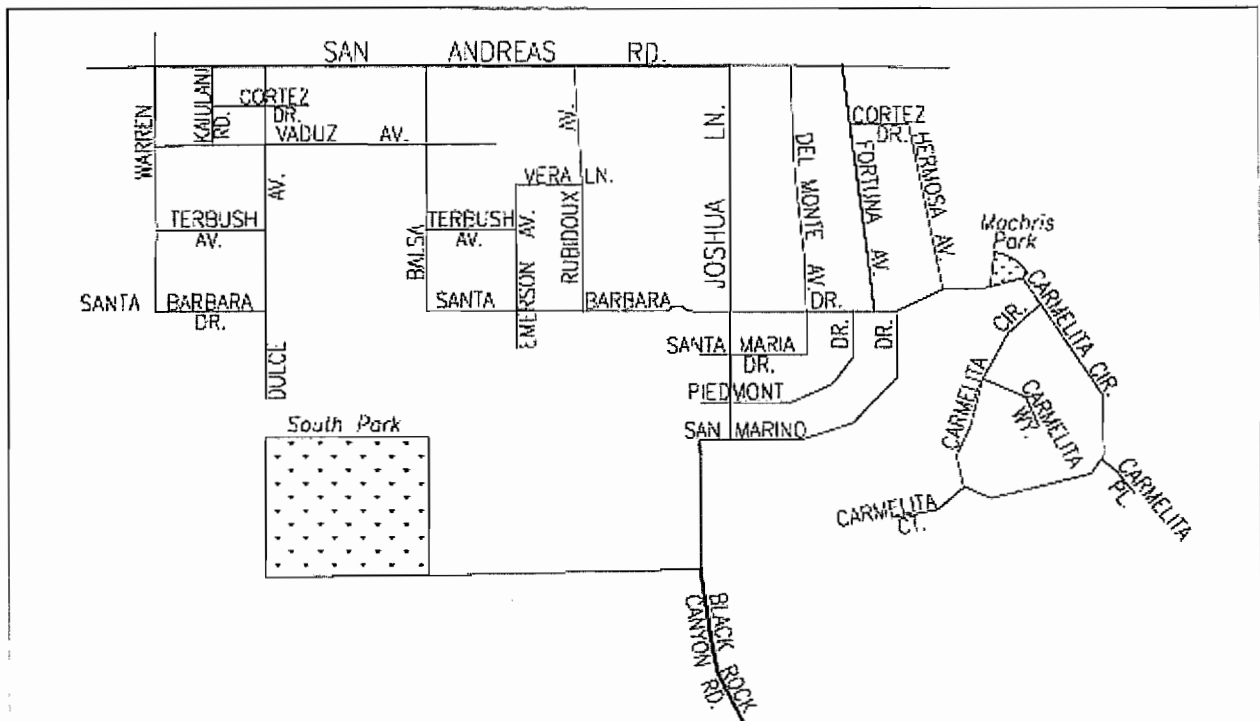 SAN ANDREAS RD.
WARREN
KAIULANI RD.
CORTEZ DR.
VADUZ AV.
DULCE AV.
TERBUSH AV.
SANTA BARBARA DR.
BALSA
TERBUSH AV.
VERA LN.
EMERSON AV.
RUBIDOUX AV.
SANTA BARBARA DR.
JOSHUA LN.
DEL MONTE AV.
FORTUNA AV.
CORTEZ DR.
HERMOSA AV.
Machris
Park
SANTA MARIA DR.
PIEDMONT DR.
SAN MARINO DR.
CARMELITA CIR.
CARMELITA CIR.
CARMELITA WY.
CARMELITA PL.
CARMELITA CT.
South Park
BLACK ROCK
CANYON RD.